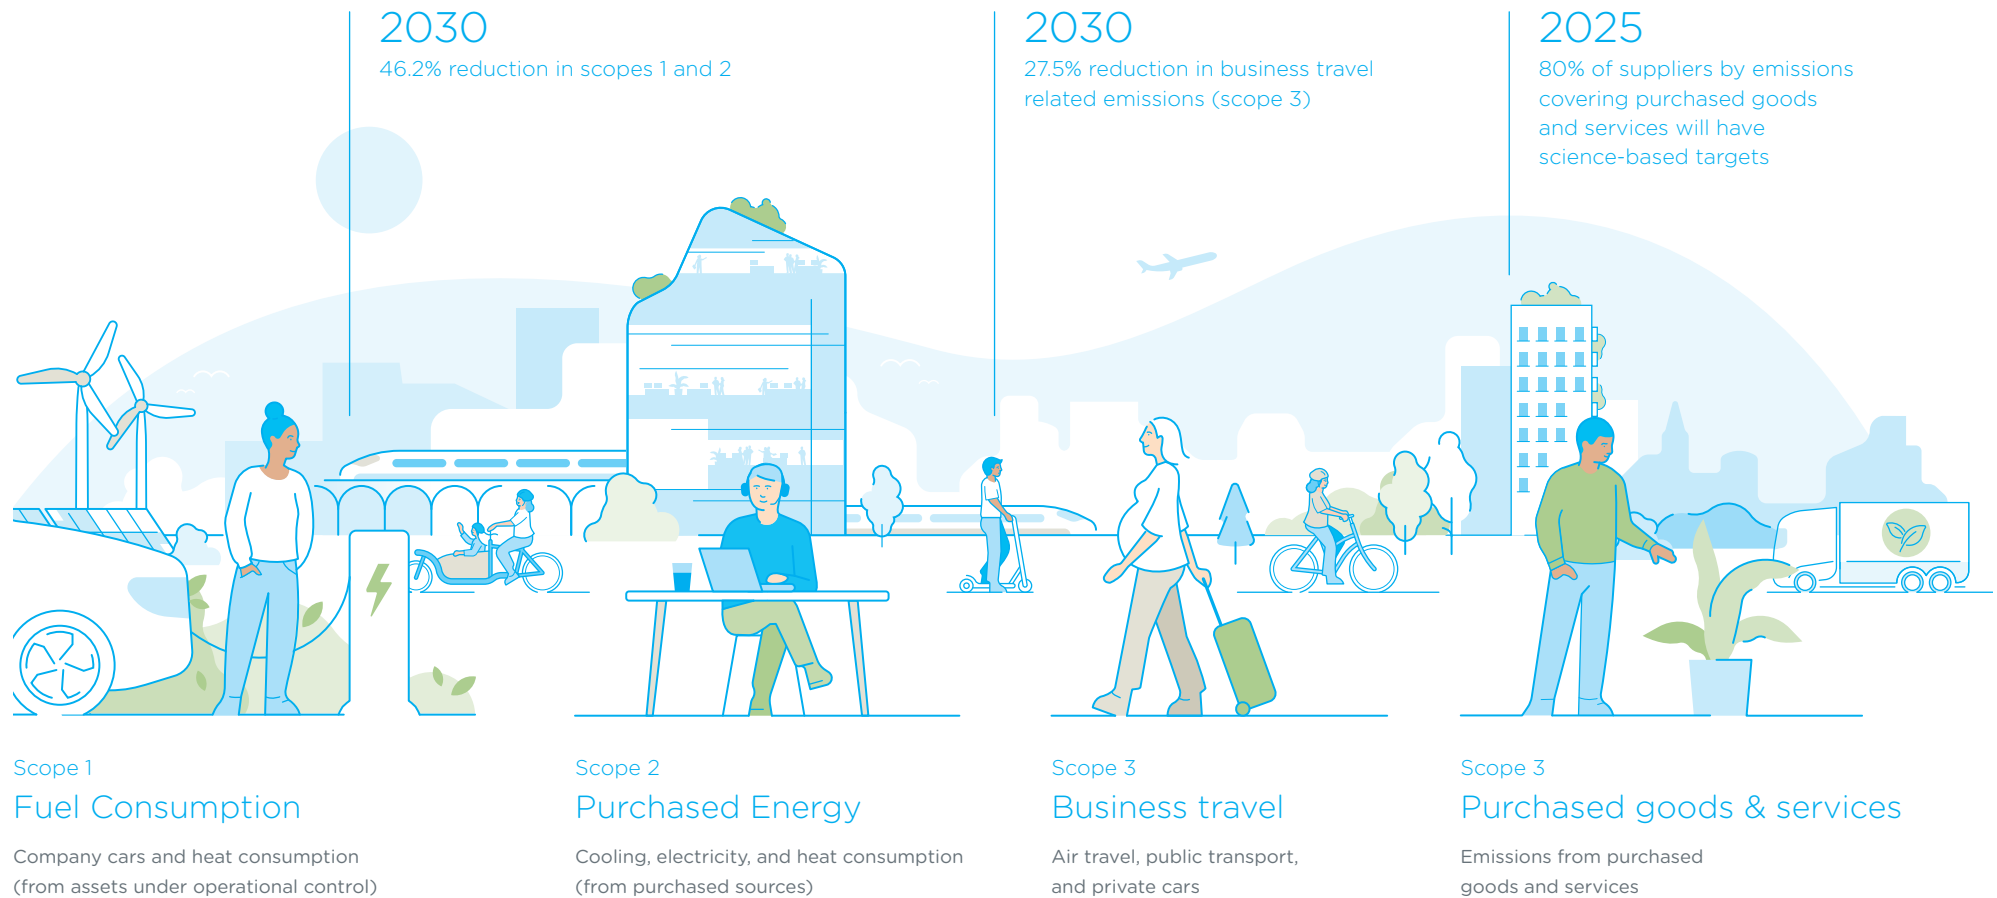 2030
46.2% reduction in scopes 1 and 2
2030
27.5% reduction in business travel
related emissions (scope 3)
2025
80% of suppliers by emissions
covering purchased goods
and services will have
science-based targets
Scope 1
Fuel Consumption
Company cars and heat consumption
(from assets under operational control)
Scope 2
Purchased Energy
Cooling, electricity, and heat consumption
(from purchased sources)
Scope 3
Business travel
Air travel, public transport,
and private cars
Scope 3
Purchased goods & services
Emissions from purchased
goods and services